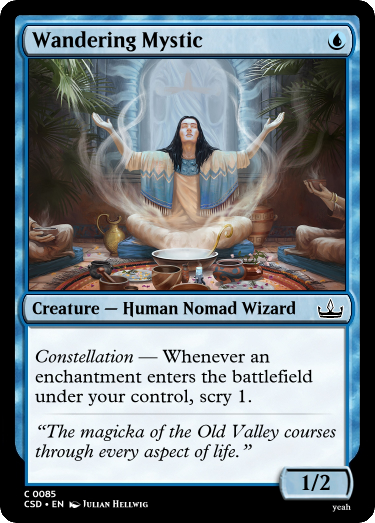 Wandering Mystic
Creature — Human Nomad Wizard
Constellation — Whenever an
enchantment enters the battlefield
under your control, scry 1.
“The magicka of the Old Valley courses
through every aspect of life.”
1/2
C 0085
CSD • EN Julian Hellwig
yeah